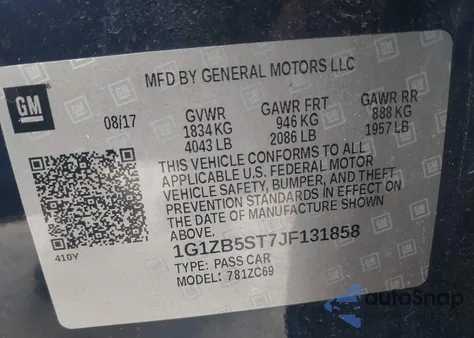 MFD BY GENERAL MOTORS LLC
GM
08/17
GVWR
1834 KG
4043 LB
GAWR FRT
946 KG
2086 LB
GAWR RR
888 KG
1957 LB
THIS VEHICLE CONFORMS TO ALL
APPLICABLE U.S. FEDERAL MOTOR
VEHICLE SAFETY, BUMPER, AND THEFT
PREVENTION STANDARDS IN EFFECT ON
THE DATE OF MANUFACTURE SHOWN
ABOVE.
1G1ZB5ST7JF131858
TYPE: PASS CAR
MODEL: 781ZC69
410Y
autoSnap